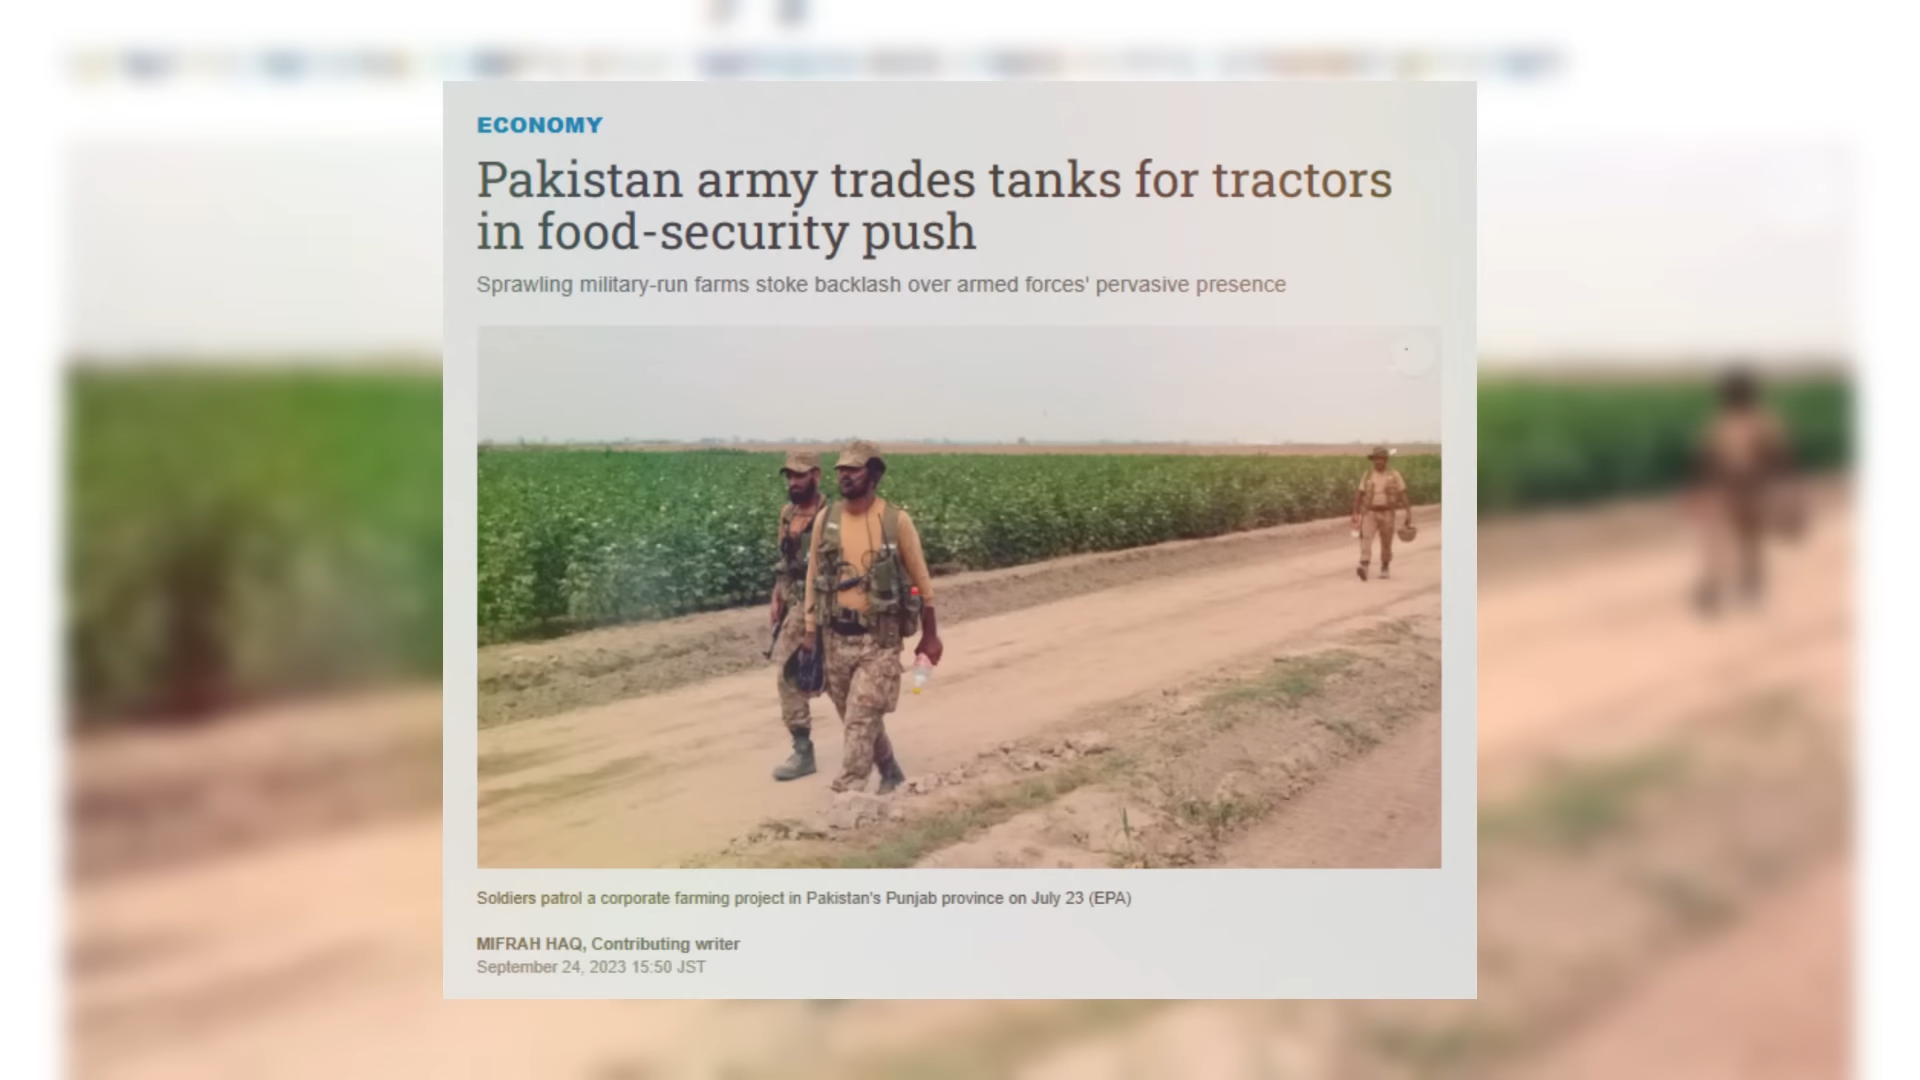 ECONOMY
Pakistan army trades tanks for tractors
in food-security push
Sprawling military-run farms stoke backlash over armed forces' pervasive presence
Soldiers patrol a corporate farming project in Pakistan's Punjab province on July 23 (EPA)
MIFRAH HAQ, Contributing writer
September 24, 2023 15:50 JST